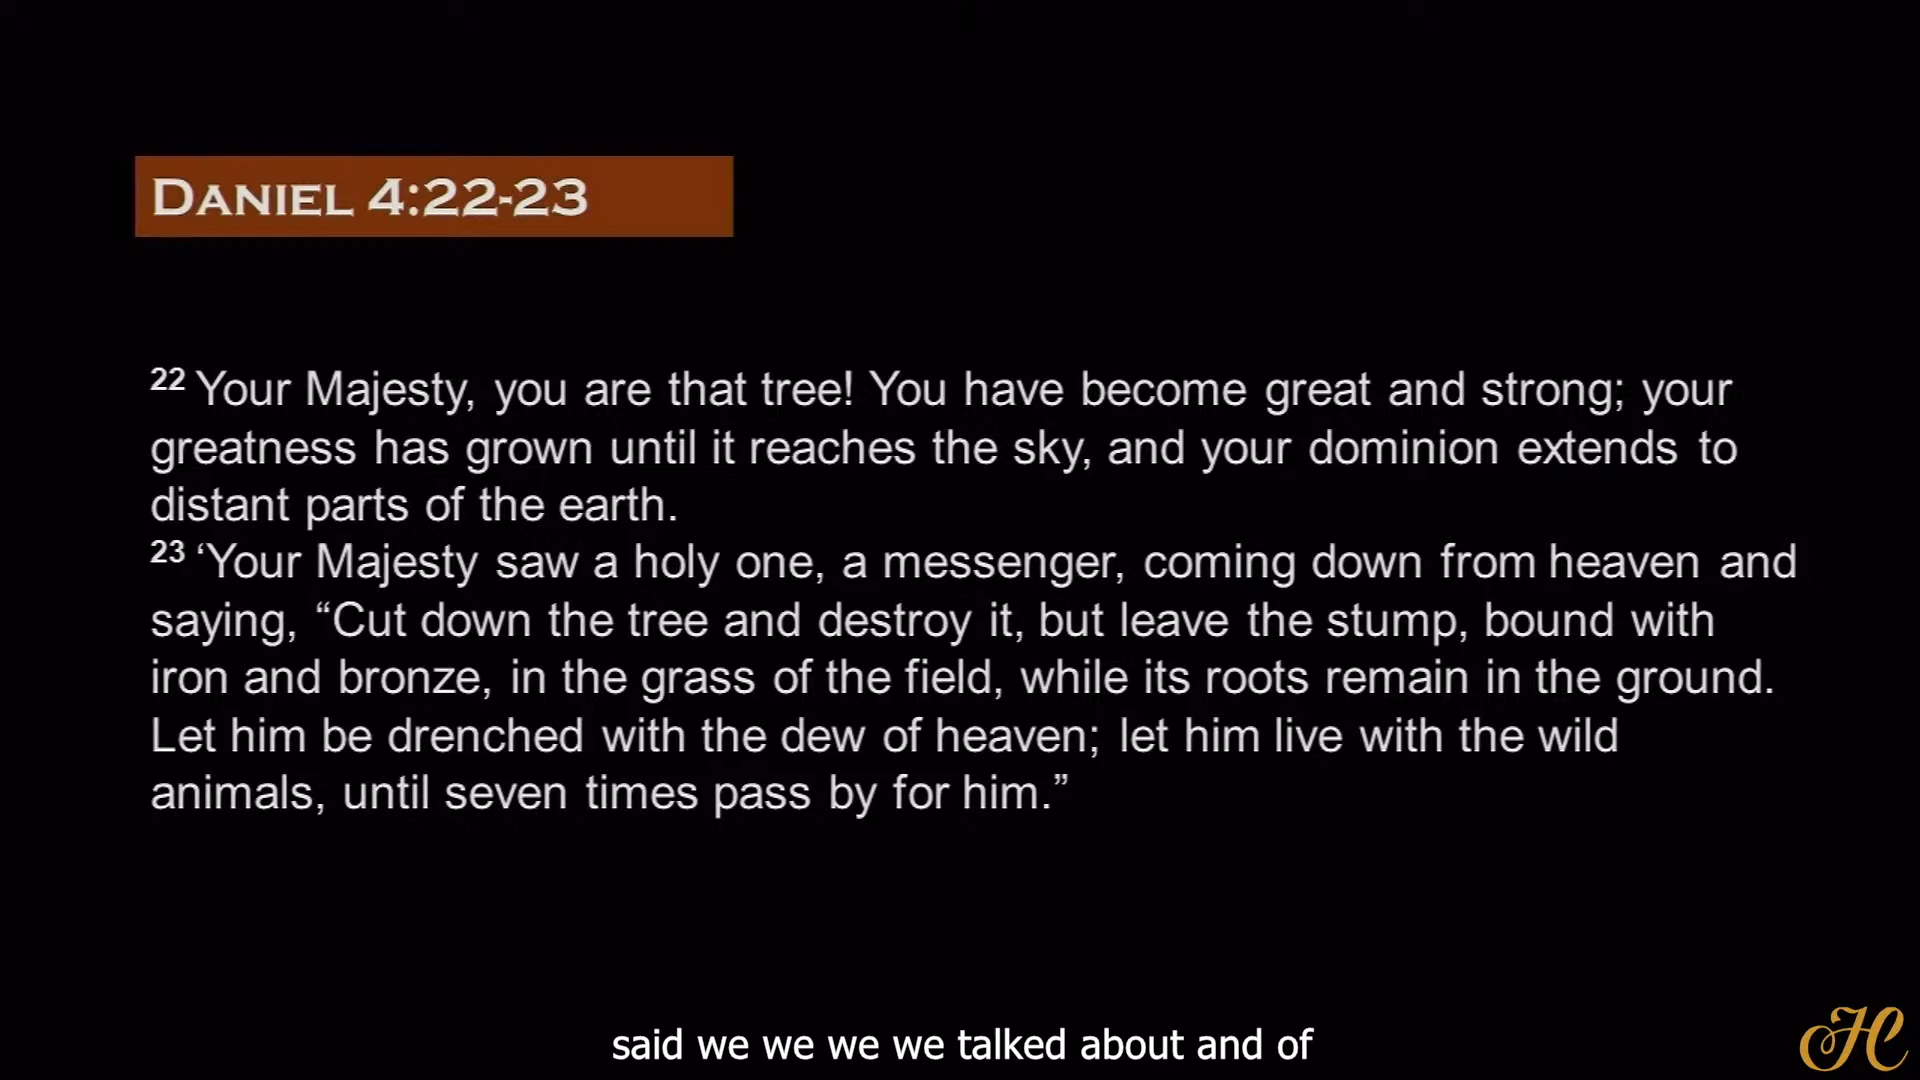 DANIEL 4:22-23
22 Your Majesty, you are that tree! You have become great and strong; your
greatness has grown until it reaches the sky, and your dominion extends to
distant parts of the earth.
23 ‘Your Majesty saw a holy one, a messenger, coming down from heaven and
saying, “Cut down the tree and destroy it, but leave the stump, bound with
iron and bronze, in the grass of the field, while its roots remain in the ground.
Let him be drenched with the dew of heaven; let him live with the wild
animals, until seven times pass by for him.”
said we we we we talked about and of
H